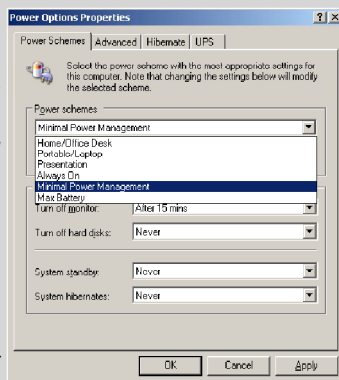 Power Options Properties
Power Schemes Advanced Hibernate UPS
Select the power scheme with the most appropriate settings for
this computer. Note that changing the settings below will modify
the selected scheme.
Power schemes
Minimal Power Management
Home/Office Desk
Portable/Laptop
Presentation
Always On
Minimal Power Management
Max Battery
Turn off monitor: After 15 mins
Turn off hard disks: Never
System standby: Never
System hibernates: Never
OK Cancel Apply